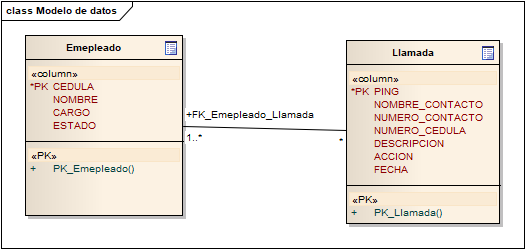 class Modelo de datos
Emepleado
«column»
*PK CEDULA
NOMBRE
CARGO
ESTADO
«PK»
+ PK_Emepleado()
+FK_Emepleado_Llamada
1..*
*
Llamada
«column»
*PK PING
NOMBRE_CONTACTO
NUMERO_CONTACTO
NUMERO_CEDULA
DESCRIPCION
ACCION
FECHA
«PK»
+ PK_Llamada()